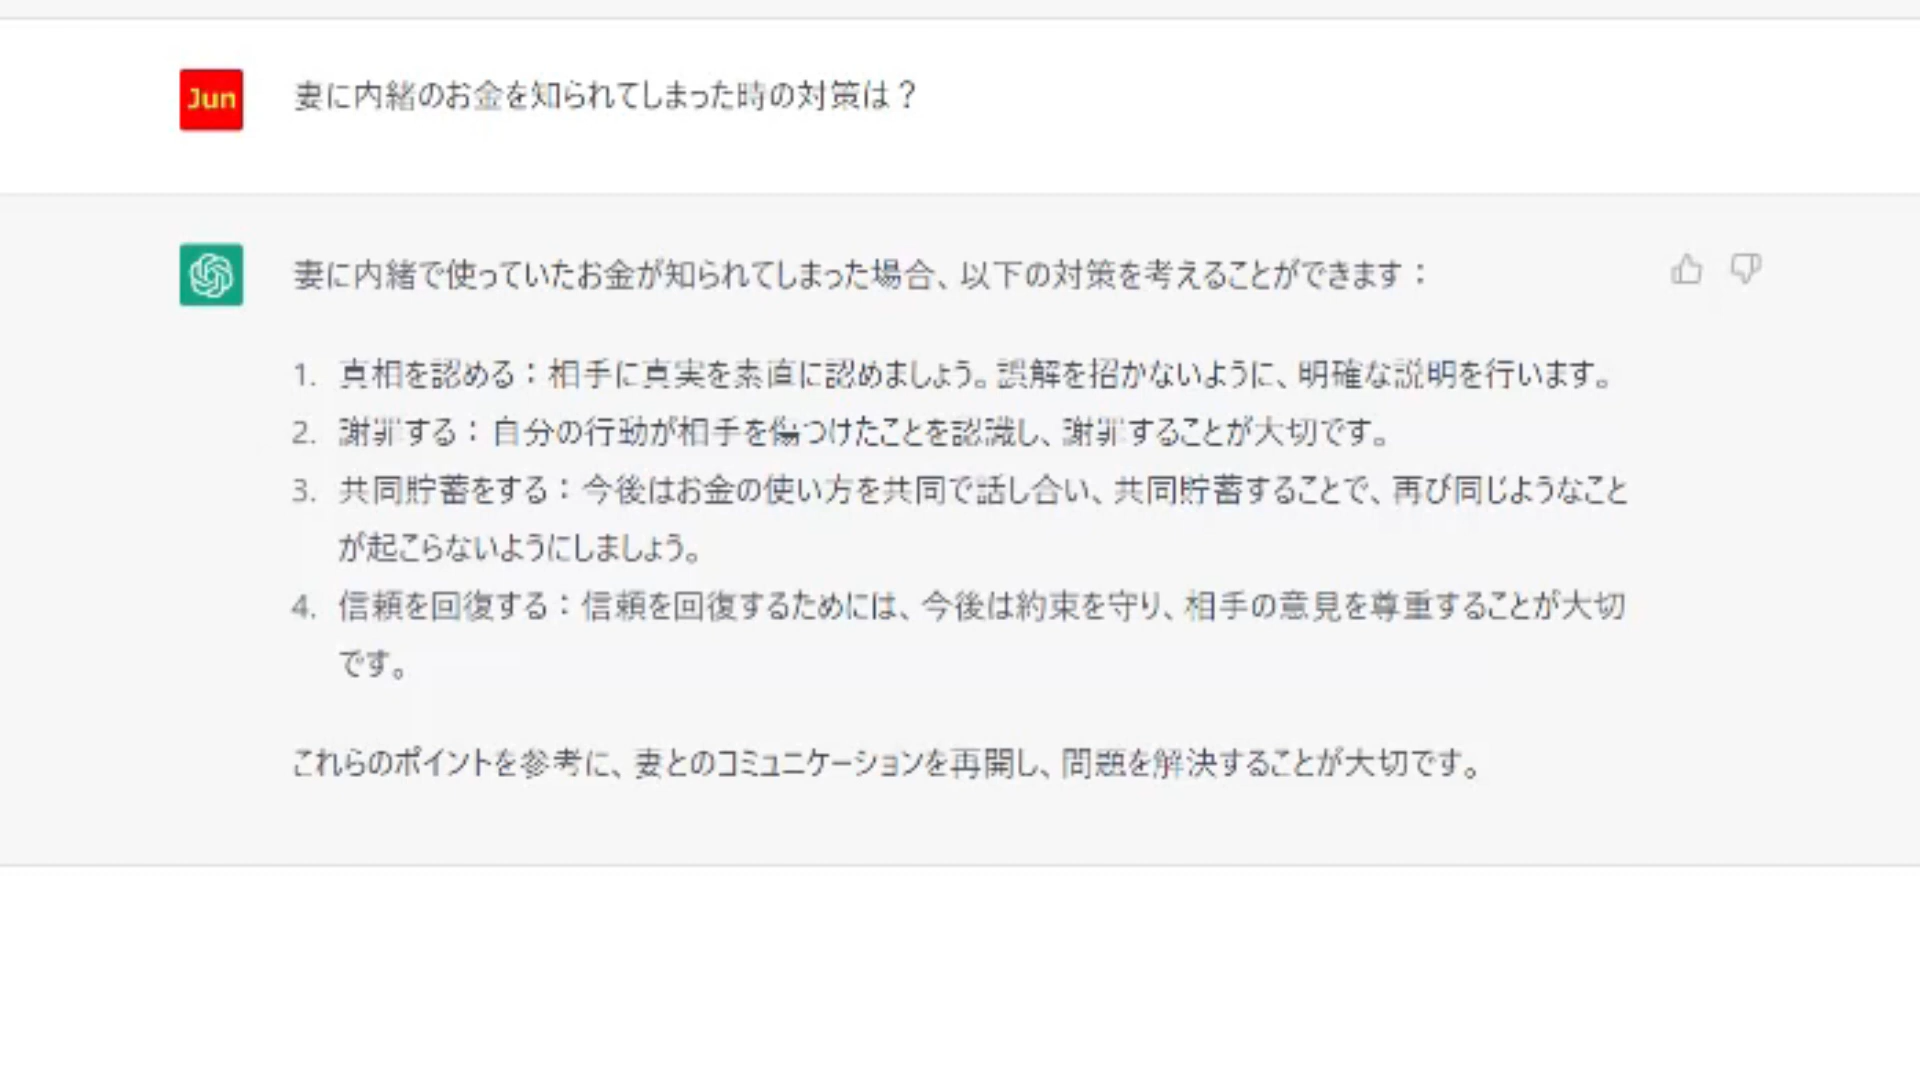 Jun
妻に内緒のお金を知られてしまった時の対策は？
妻に内緒で使っていたお金が知られてしまった場合、以下の対策を考えることができます：
1. 真相を認める：相手に真実を素直に認めましょう。誤解を招かないように、明確な説明を行います。
2. 謝罪する：自分の行動が相手を傷つけたことを認識し、謝罪することが大切です。
3. 共同貯蓄をする：今後はお金の使い方を共同で話し合い、共同貯蓄することで、再び同じようなこと
が起こらないようにしましょう。
4. 信頼を回復する：信頼を回復するためには、今後は約束を守り、相手の意見を尊重することが大切
です。
これらのポイントを参考に、妻とのコミュニケーションを再開し、問題を解決することが大切です。